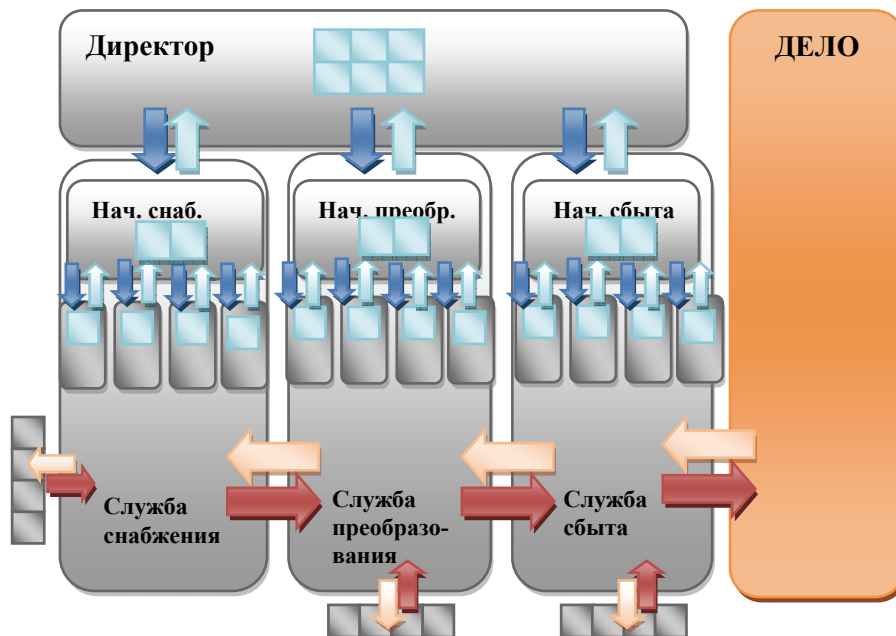 Директор
ДЕЛО
Нач. снаб.
Нач. преобр.
Нач. сбыта
Служба
снабжения
Служба
преобразо-
вания
Служба
сбыта